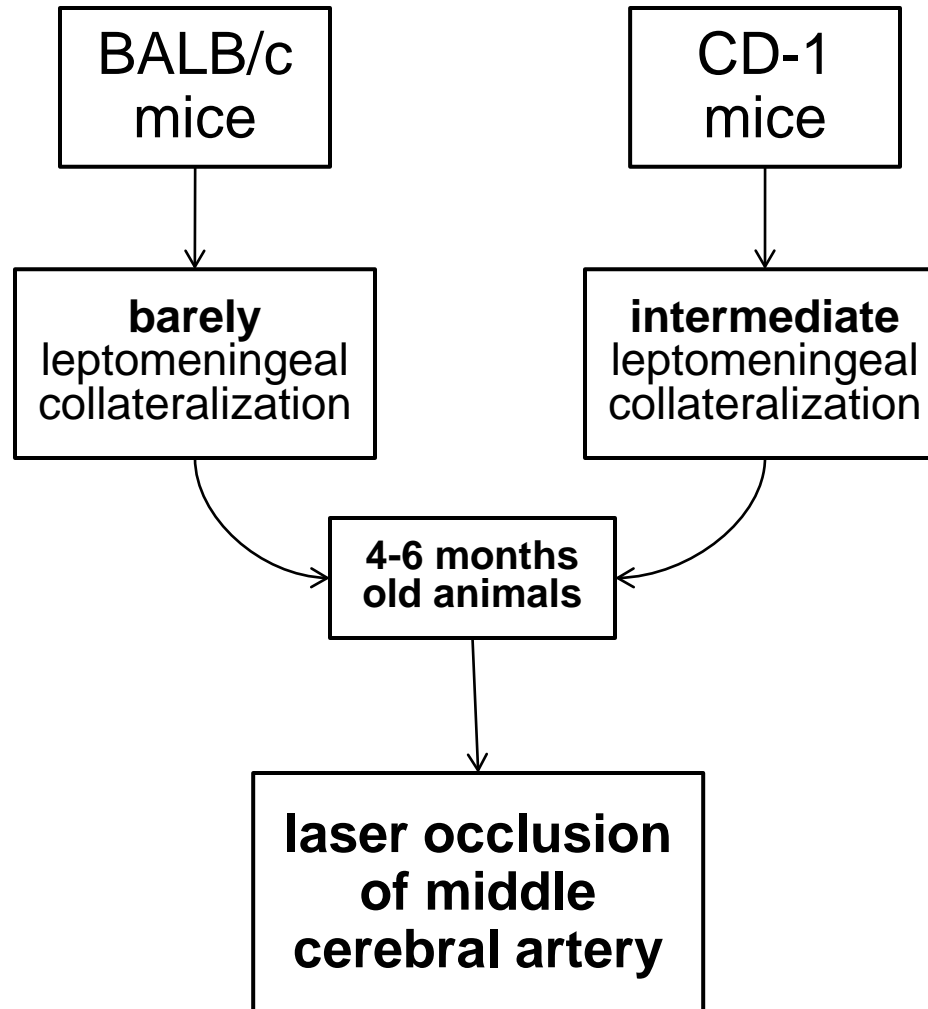 BALB/c
mice
CD-1
mice
barely
leptomeningeal
collateralization
intermediate
leptomeningeal
collateralization
4-6 months
old animals
laser occlusion
of middle
cerebral artery